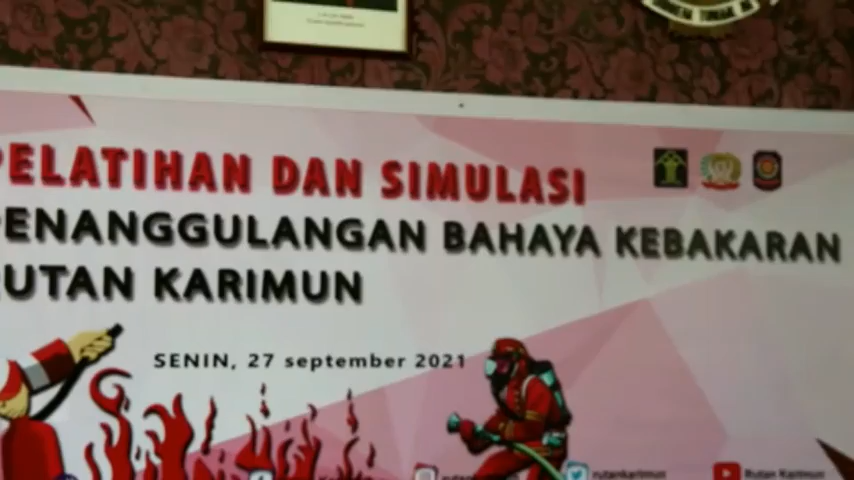 PELATIHAN DAN SIMULASI
PENANGGULANGAN BAHAYA KEBAKARAN
RUTAN KARIMUN
SENIN, 27 september 2021
rutankarimun
Rutan Karimun